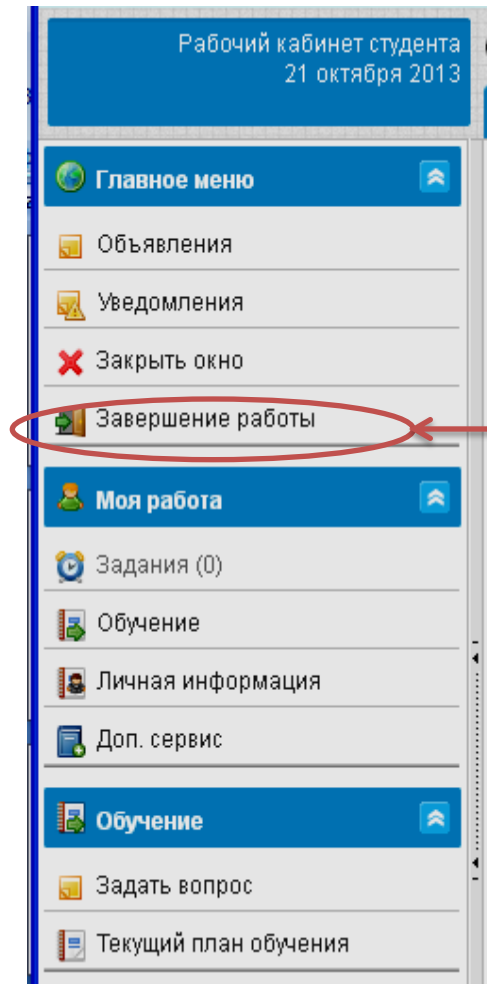 Рабочий кабинет студента
21 октября 2013
Главное меню
Объявления
Уведомления
Закрыть окно
Завершение работы
Моя работа
Задания (0)
Обучение
Личная информация
Доп. сервис
Обучение
Задать вопрос
Текущий план обучения